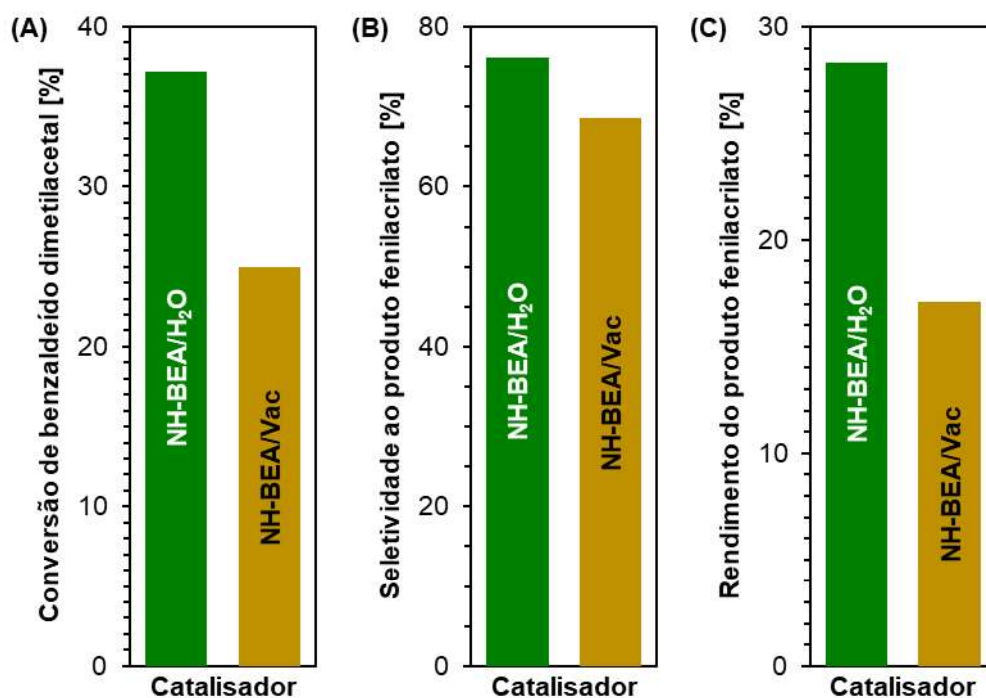 (A)
Conversão de benzaldeído dimetilacetal [%]
40
30
20
10
0
NH-BEA/H₂O
NH-BEA/Vac
Catalisador
(B)
Seletividade ao produto fenilacrilato [%]
80
60
40
20
0
NH-BEA/H₂O
NH-BEA/Vac
Catalisador
(C)
Rendimento do produto fenilacrilato [%]
30
20
10
0
NH-BEA/H₂O
NH-BEA/Vac
Catalisador